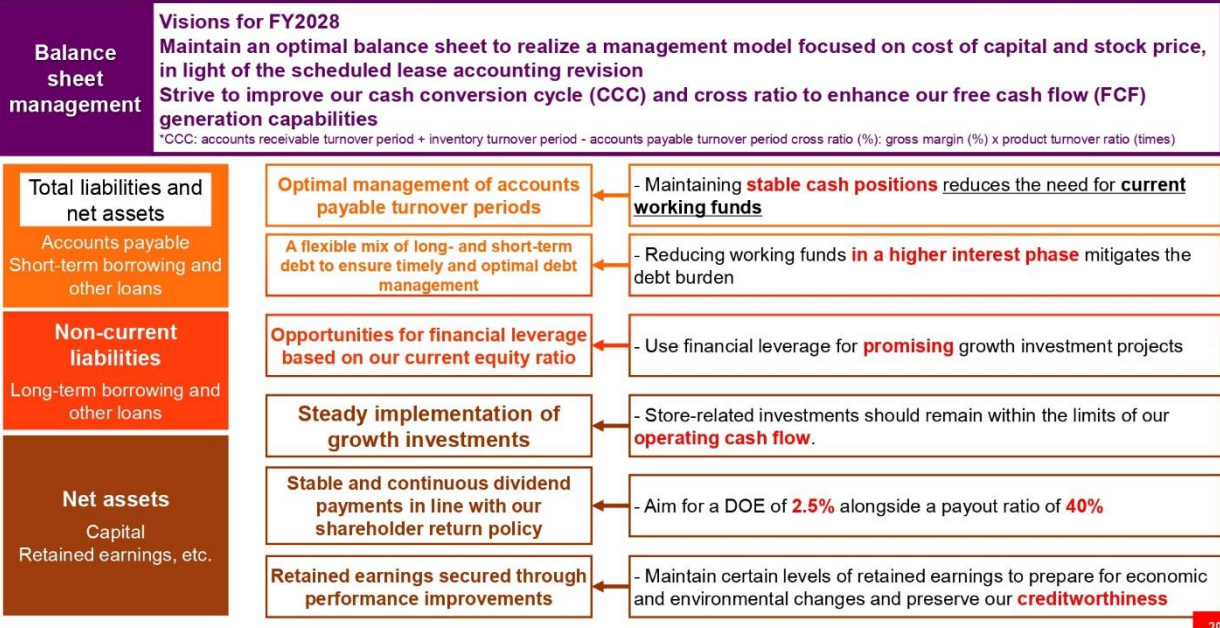 Balance
sheet
management
Visions for FY2028
Maintain an optimal balance sheet to realize a management model focused on cost of capital and stock price,
in light of the scheduled lease accounting revision
Strive to improve our cash conversion cycle (CCC) and cross ratio to enhance our free cash flow (FCF)
generation capabilities
*CCC: accounts receivable turnover period + inventory turnover period - accounts payable turnover period cross ratio (%): gross margin (%) x product turnover ratio (times)
Total liabilities and
net assets
Accounts payable
Short-term borrowing and
other loans
Optimal management of accounts
payable turnover periods
- Maintaining stable cash positions reduces the need for current
working funds
A flexible mix of long- and short-term
debt to ensure timely and optimal debt
management
- Reducing working funds in a higher interest phase mitigates the
debt burden
Non-current
liabilities
Long-term borrowing and
other loans
Opportunities for financial leverage
based on our current equity ratio
- Use financial leverage for promising growth investment projects
Steady implementation of
growth investments
- Store-related investments should remain within the limits of our
operating cash flow.
Net assets
Capital
Retained earnings, etc.
Stable and continuous dividend
payments in line with our
shareholder return policy
- Aim for a DOE of 2.5% alongside a payout ratio of 40%
Retained earnings secured through
performance improvements
- Maintain certain levels of retained earnings to prepare for economic
and environmental changes and preserve our creditworthiness